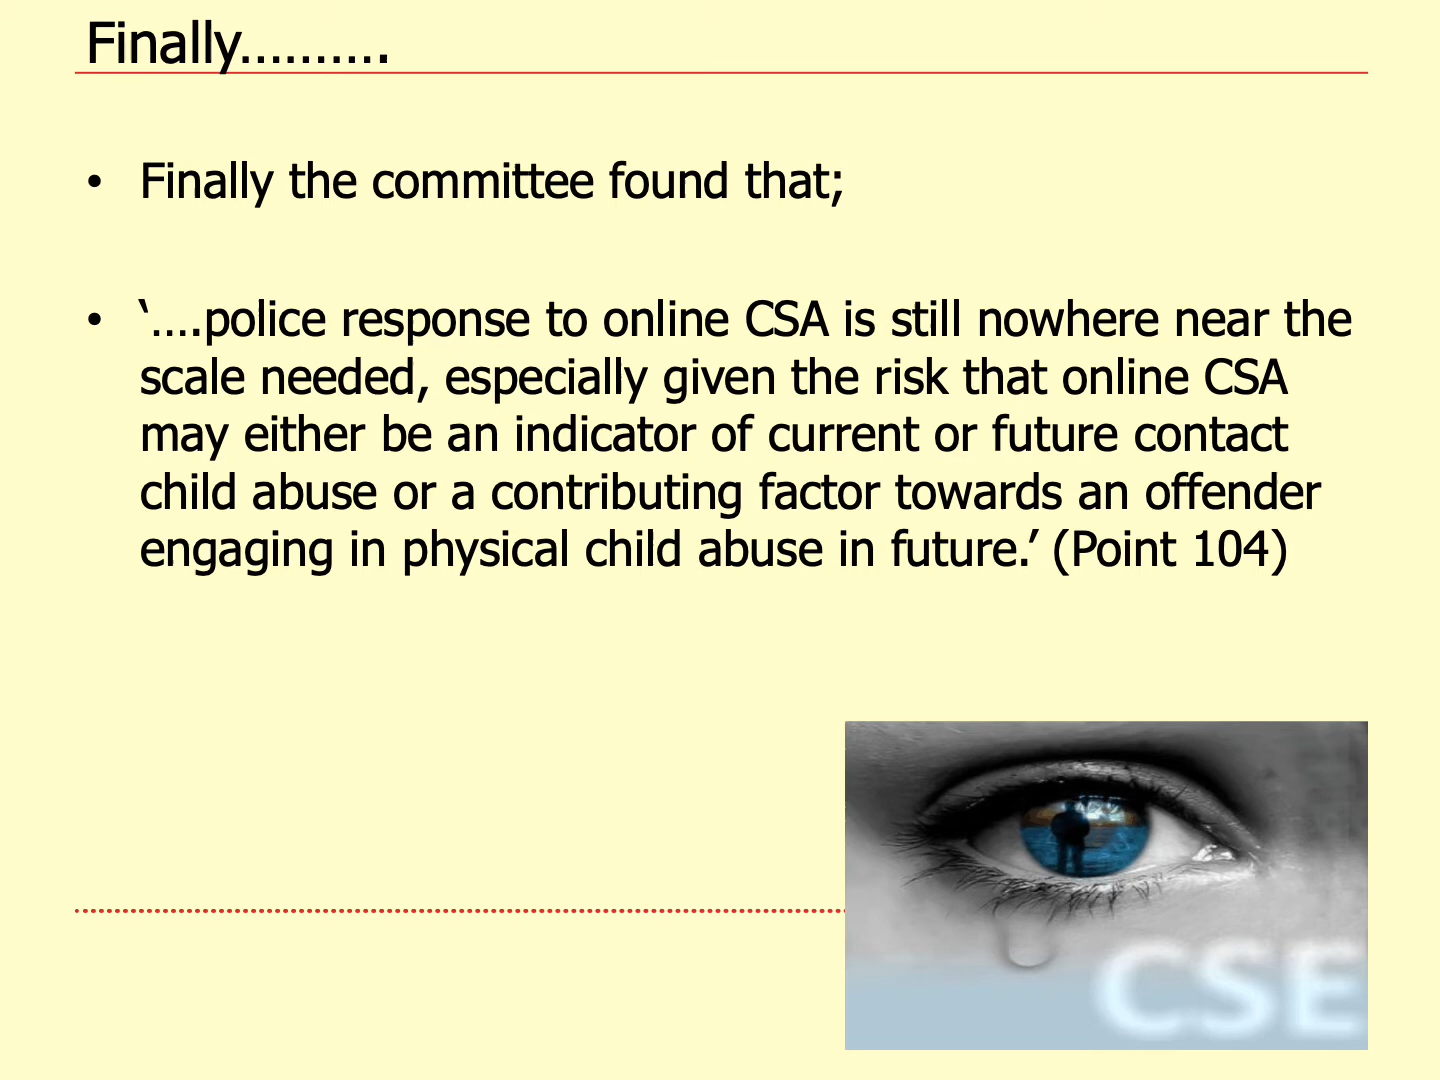 Finally……….
• Finally the committee found that;
• ‘….police response to online CSA is still nowhere near the
scale needed, especially given the risk that online CSA
may either be an indicator of current or future contact
child abuse or a contributing factor towards an offender
engaging in physical child abuse in future.’ (Point 104)
CSE